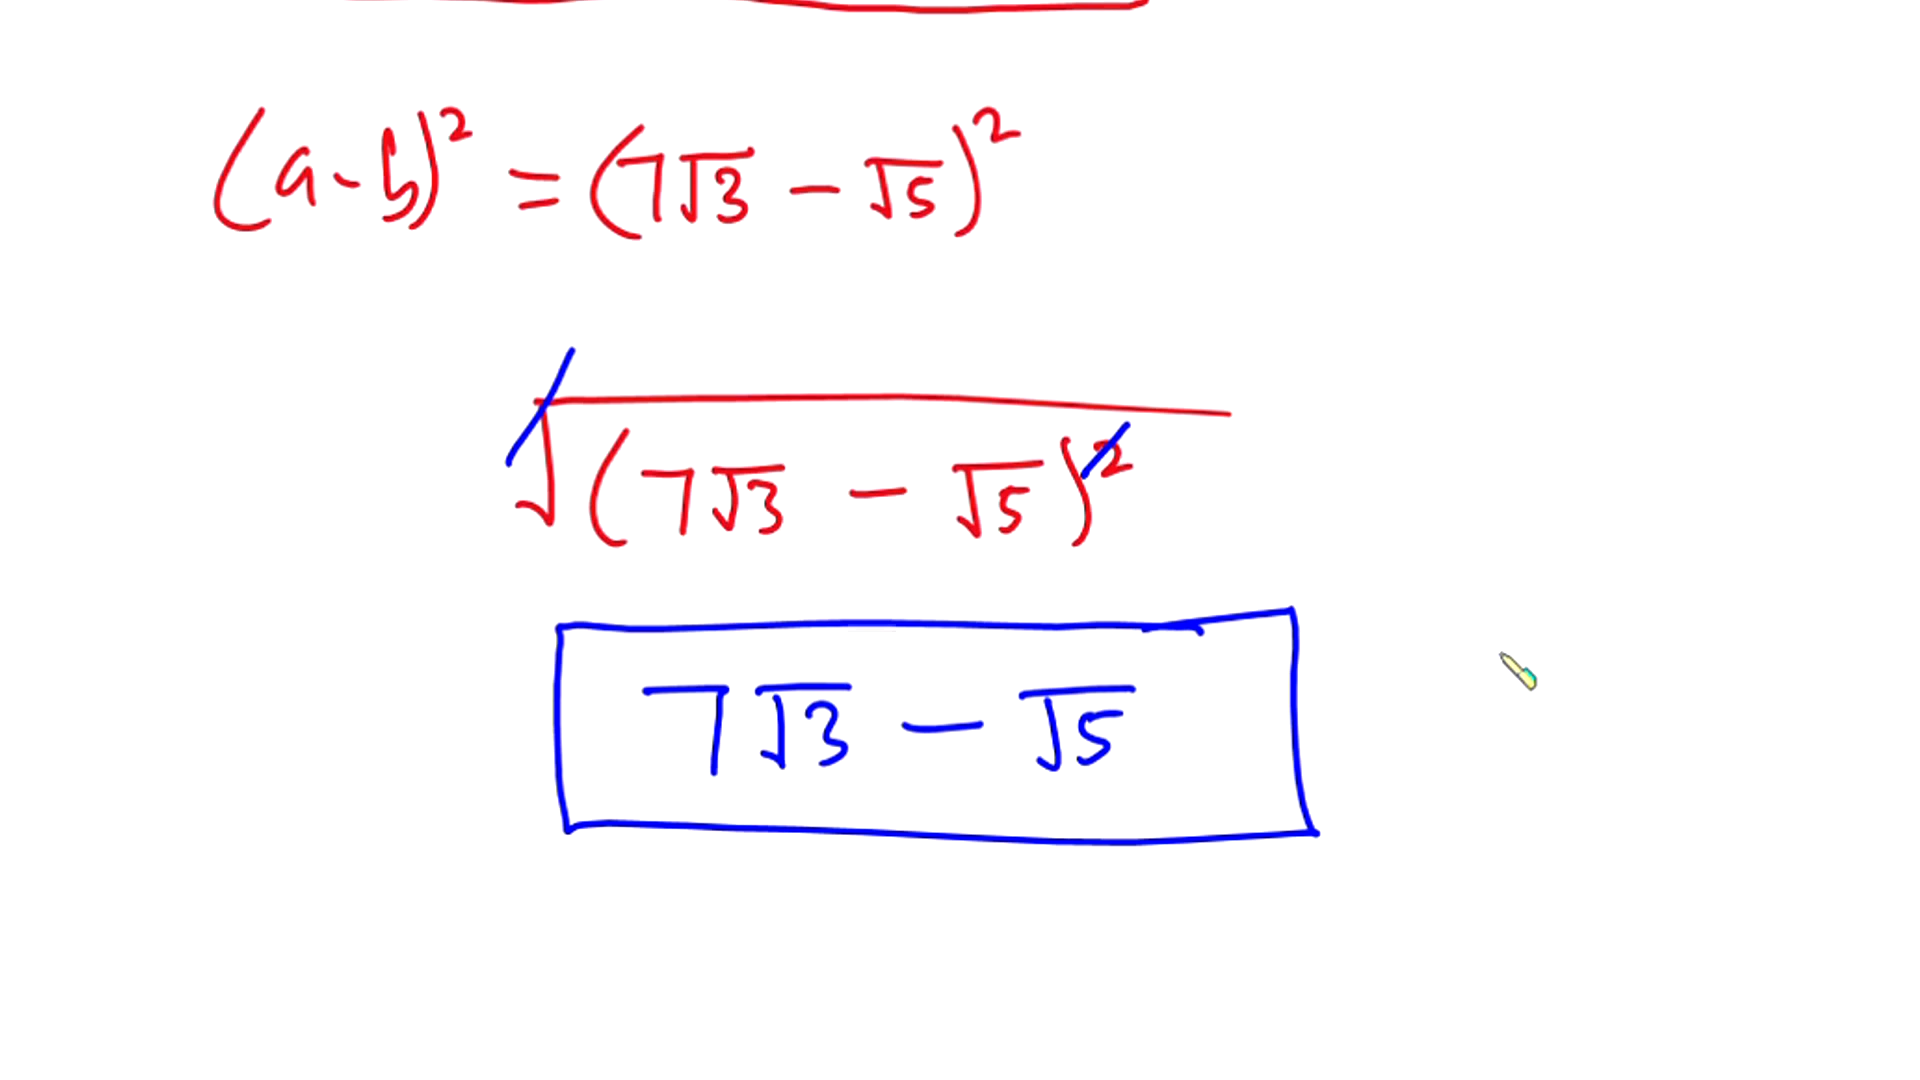 (a-b)² = (7√3 - √5)²
√(7√3 - √5)²
7√3 - √5